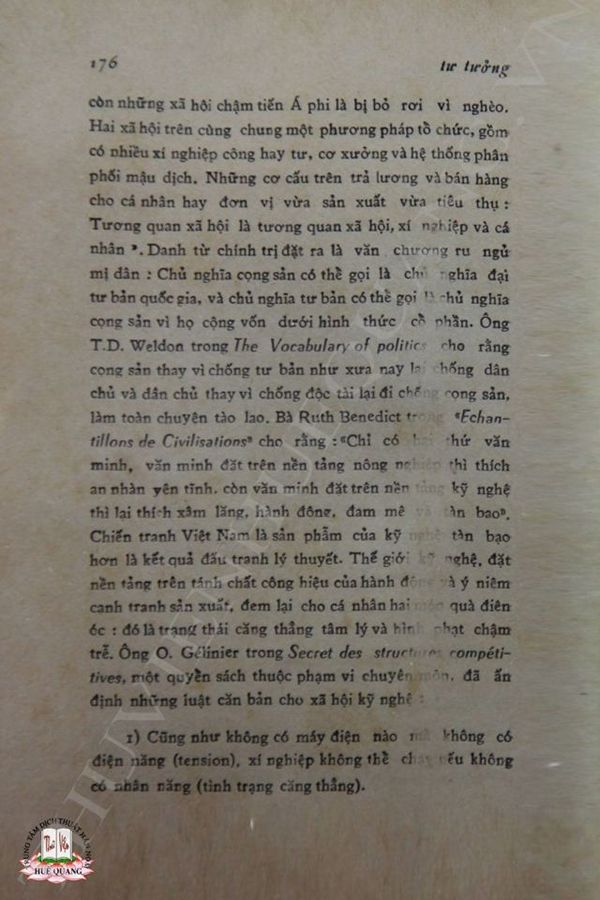 176
tư tưởng
còn những xã hội chậm tiến Á phi là bị bỏ rơi vì nghèo.
Hai xã hội trên cùng chung một phương pháp tổ chức, gồm
có nhiều xí nghiệp công hay tư, cơ xưởng và hệ thống phân
phối mậu dịch. Những cơ cấu trên trả lương và bán hàng
cho cá nhân hay đơn vị vừa sản xuất vừa tiêu thụ :
Tương quan xã hội là tương quan xã hội, xí nghiệp và cá
nhân ». Danh từ chính trị đặt ra là văn chương ru ngủ
mị dân : Chủ nghĩa cọng sản có thể gọi là chủ nghĩa đại
tư bản quốc gia, và chủ nghĩa tư bản có thể gọi là chủ nghĩa
cọng sản vì họ cộng vốn dưới hình thức cổ phần. Ông
T.D. Weldon trong The Vocabulary of politics cho rằng
cọng sản thay vì chống tư bản như xưa nay lại chống dân
chủ và dân chủ thay vì chống độc tài lại đi chống cọng sản,
làm toàn chuyện tào lao. Bà Ruth Benedict trong «Echan-
tillons de Civilisations» cho rằng : «Chỉ có hai thứ văn
minh, văn minh đặt trên nền tảng nông nghiệp thì thích
an nhàn yên tĩnh, còn văn minh đặt trên nền tảng kỹ nghệ
thì lại thích xâm lăng, hành động, đam mê và tàn bạo».
Chiến tranh Việt Nam là sản phẩm của kỹ nghệ tàn bạo
hơn là kết quả đấu tranh lý thuyết. Thế giới kỹ nghệ, đặt
nền tảng trên tánh chất công hiệu của hành động và ý niệm
cạnh tranh sản xuất, đem lại cho cá nhân hai món quà điên
óc : đó là trạng thái căng thẳng tâm lý và hình phạt chậm
trễ. Ông O. Gélinier trong Secret des structures compéti-
tives, một quyển sách thuộc phạm vi chuyên môn, đã ấn
định những luật căn bản cho xã hội kỹ nghệ :
1) Cũng như không có máy điện nào mà không có
điện năng (tension), xí nghiệp không thể chạy nếu không
có nhân năng (tình trạng căng thẳng).
TRUNG TÂM DỊCH THUẬT HÁN NÔM
Thư Viện
HUỆ QUANG